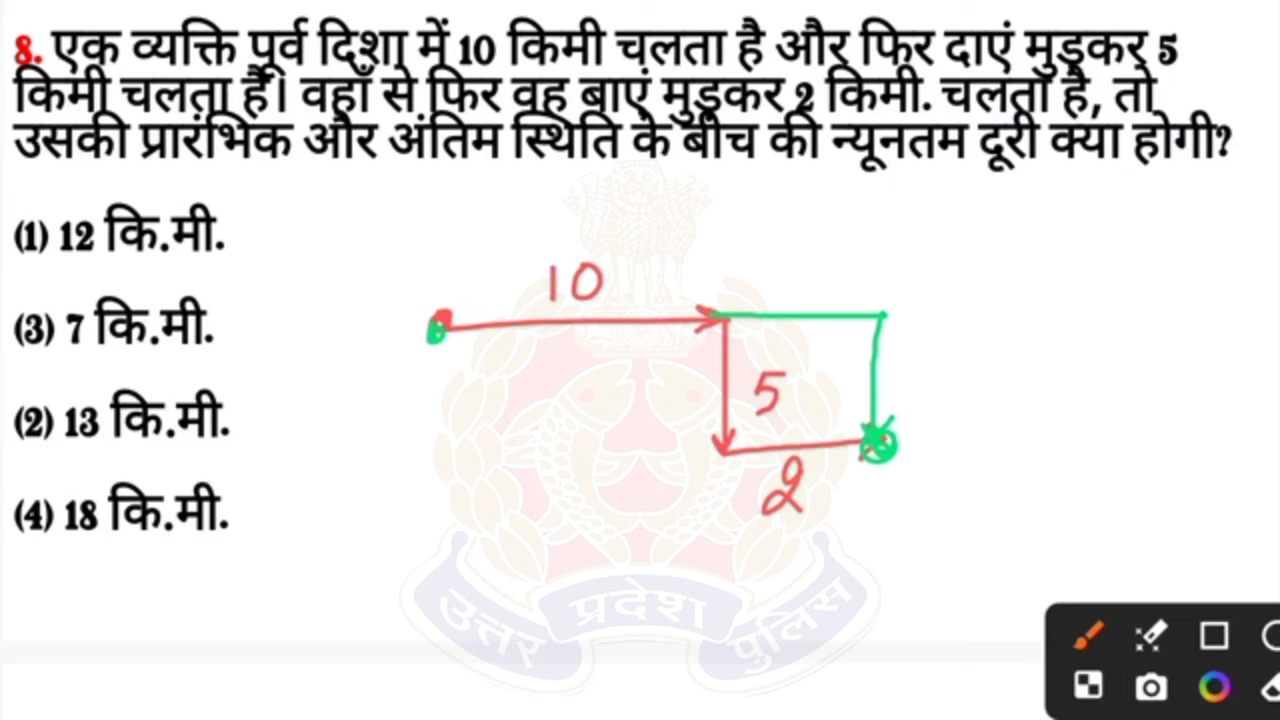 8. एक व्यक्ति पूर्व दिशा में 10 किमी चलता है और फिर दाएं मुड़कर 5
किमी चलता हैं। वहाँ से फिर वह बाएं मुड़कर 2 किमी. चलता है, तो
उसकी प्रारंभिक और अंतिम स्थिति के बीच की न्यूनतम दूरी क्या होगी?
(1) 12 कि.मी.
(3) 7 कि.मी.
(2) 13 कि.मी.
(4) 18 कि.मी.
10
5
2
उत्तर प्रदेश पुलिस